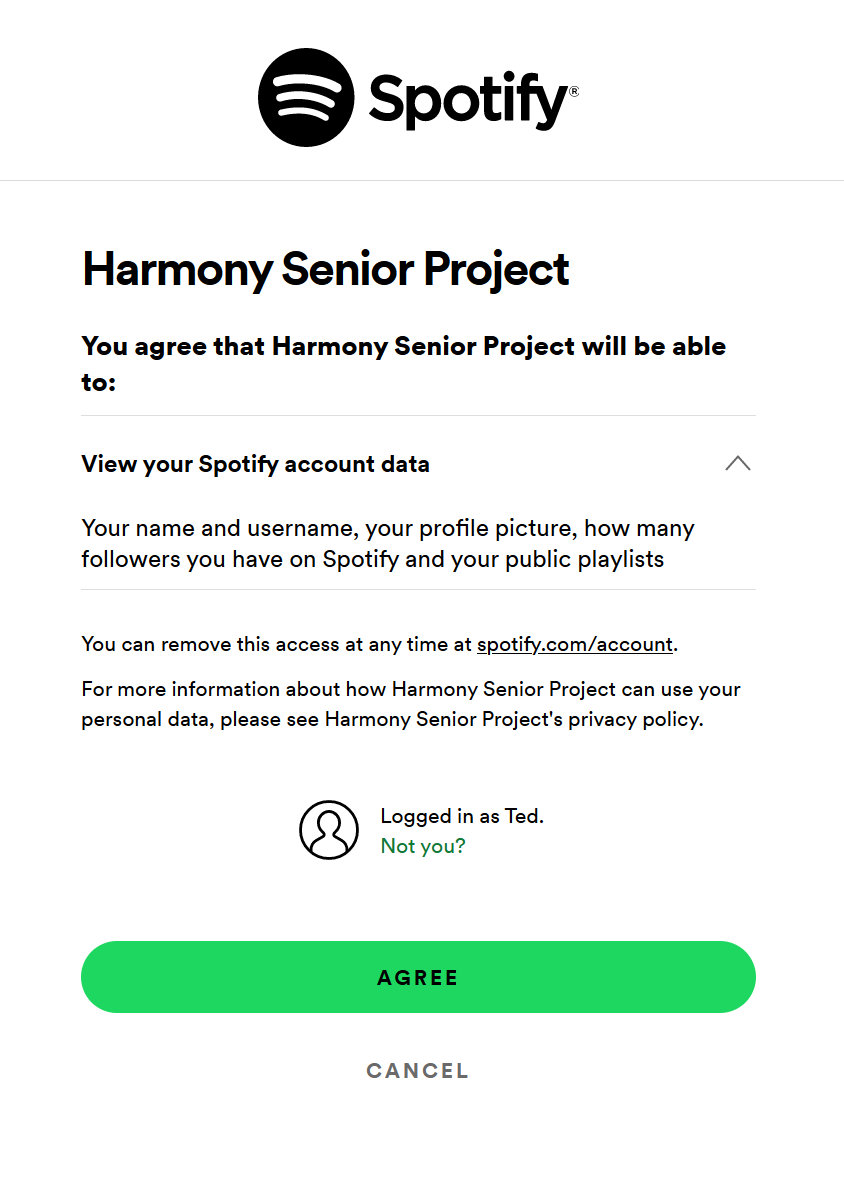 Spotify®
Harmony Senior Project
You agree that Harmony Senior Project will be able
to:
View your Spotify account data
Your name and username, your profile picture, how many
followers you have on Spotify and your public playlists
You can remove this access at any time at spotify.com/account.
For more information about how Harmony Senior Project can use your
personal data, please see Harmony Senior Project's privacy policy.
Logged in as Ted.
Not you?
AGREE
CANCEL